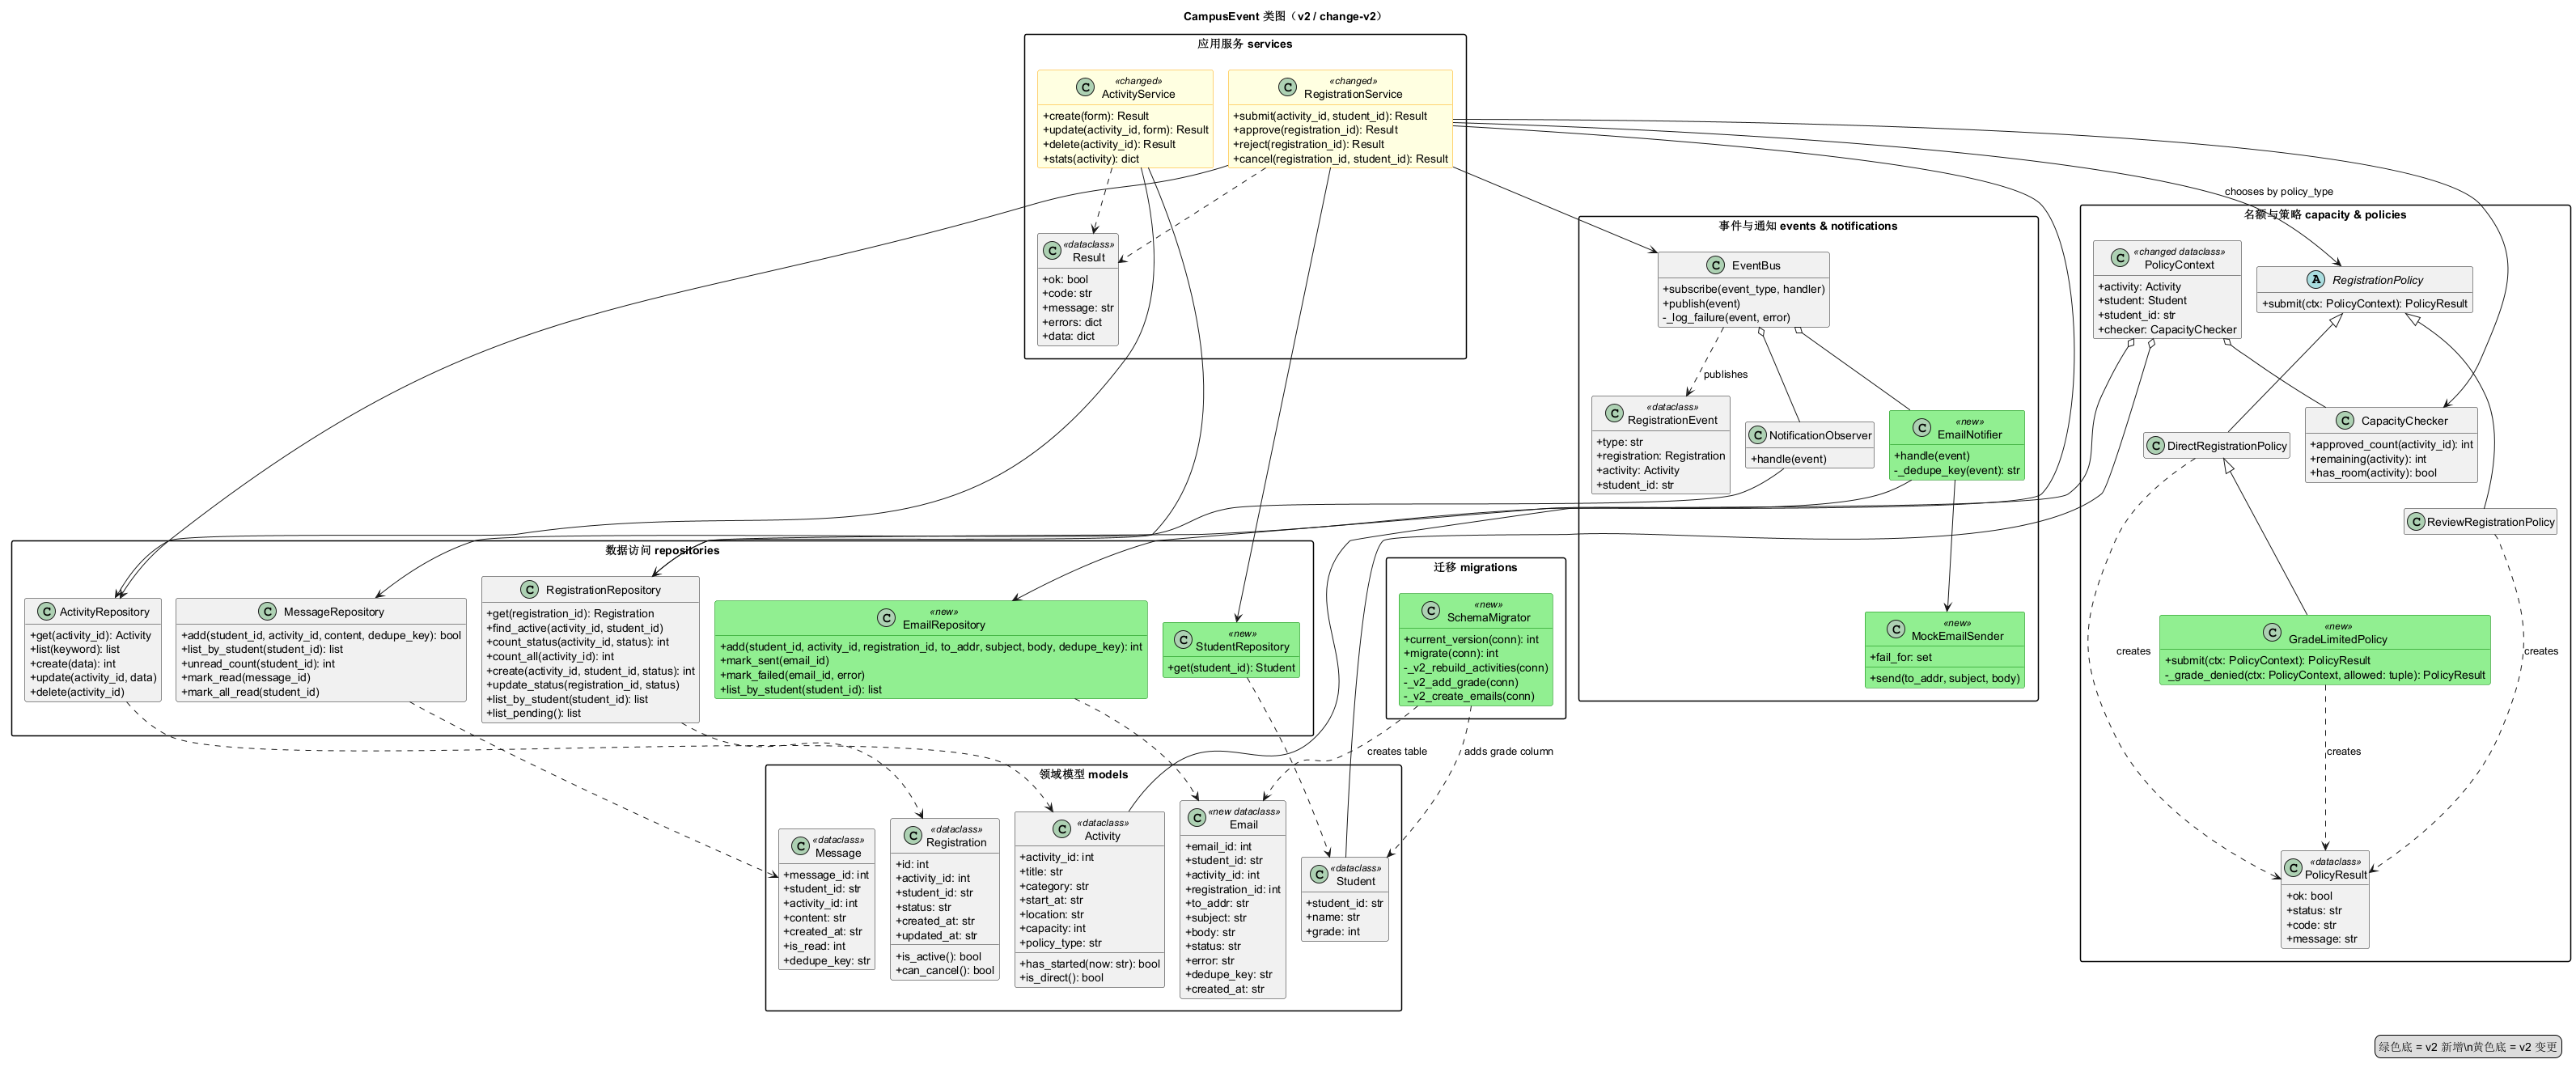 CampusEvent 类图（v2 / change-v2）
应用服务 services
«changed»
ActivityService
+create(form): Result
+update(activity_id, form): Result
+delete(activity_id): Result
+stats(activity): dict
«changed»
RegistrationService
+submit(activity_id, student_id): Result
+approve(registration_id): Result
+reject(registration_id): Result
+cancel(registration_id, student_id): Result
«dataclass»
Result
+ok: bool
+code: str
+message: str
+errors: dict
+data: dict
chooses by policy_type
事件与通知 events & notifications
EventBus
+subscribe(event_type, handler)
+publish(event)
-_log_failure(event, error)
publishes
«dataclass»
RegistrationEvent
+type: str
+registration: Registration
+activity: Activity
+student_id: str
NotificationObserver
+handle(event)
«new»
EmailNotifier
+handle(event)
-_dedupe_key(event): str
«new»
MockEmailSender
+fail_for: set
+send(to_addr, subject, body)
名额与策略 capacity & policies
«changed dataclass»
PolicyContext
+activity: Activity
+student: Student
+student_id: str
+checker: CapacityChecker
RegistrationPolicy
+submit(ctx: PolicyContext): PolicyResult
DirectRegistrationPolicy
CapacityChecker
+approved_count(activity_id): int
+remaining(activity): int
+has_room(activity): bool
ReviewRegistrationPolicy
«new»
GradeLimitedPolicy
+submit(ctx: PolicyContext): PolicyResult
-_grade_denied(ctx: PolicyContext, allowed: tuple): PolicyResult
creates
creates
creates
«dataclass»
PolicyResult
+ok: bool
+status: str
+code: str
+message: str
数据访问 repositories
ActivityRepository
+get(activity_id): Activity
+list(keyword): list
+create(data): int
+update(activity_id, data)
+delete(activity_id)
MessageRepository
+add(student_id, activity_id, content, dedupe_key): bool
+list_by_student(student_id): list
+unread_count(student_id): int
+mark_read(message_id)
+mark_all_read(student_id)
RegistrationRepository
+get(registration_id): Registration
+find_active(activity_id, student_id)
+count_status(activity_id, status): int
+count_all(activity_id): int
+create(activity_id, student_id, status): int
+update_status(registration_id, status)
+list_by_student(student_id): list
+list_pending(): list
«new»
EmailRepository
+add(student_id, activity_id, registration_id, to_addr, subject, body, dedupe_key): int
+mark_sent(email_id)
+mark_failed(email_id, error)
+list_by_student(student_id): list
«new»
StudentRepository
+get(student_id): Student
迁移 migrations
«new»
SchemaMigrator
+current_version(conn): int
+migrate(conn): int
-_v2_rebuild_activities(conn)
-_v2_add_grade(conn)
-_v2_create_emails(conn)
creates table
adds grade column
领域模型 models
«dataclass»
Message
+message_id: int
+student_id: str
+activity_id: int
+content: str
+created_at: str
+is_read: int
+dedupe_key: str
«dataclass»
Registration
+id: int
+activity_id: int
+student_id: str
+status: str
+created_at: str
+updated_at: str
+is_active(): bool
+can_cancel(): bool
«dataclass»
Activity
+activity_id: int
+title: str
+category: str
+start_at: str
+location: str
+capacity: int
+policy_type: str
+has_started(now: str): bool
+is_direct(): bool
«new dataclass»
Email
+email_id: int
+student_id: str
+activity_id: int
+registration_id: int
+to_addr: str
+subject: str
+body: str
+status: str
+error: str
+dedupe_key: str
+created_at: str
«dataclass»
Student
+student_id: str
+name: str
+grade: int
绿色底 = v2 新增\n黄色底 = v2 变更